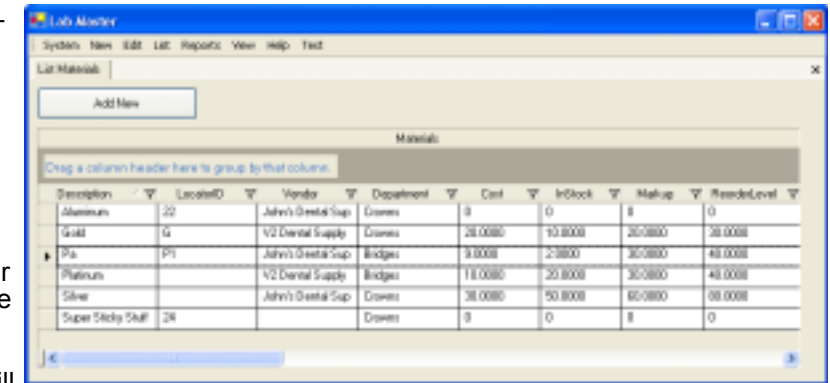 Lab Master
System New Edit List Reports View Help Test
List Materials
Add New
Materials
Drag a column header here to group by that column.
Description LocatorID Vendor Department Cost InStock Markup ReorderLevel
Aluminum 22 John's Dental Sup Crowns 0 0 0 0
Gold G V2 Dental Supply Crowns 20.0000 10.0000 20.0000 30.0000
Pa P1 John's Dental Sup Bridges 9.0000 2.0000 30.0000 40.0000
Platinum V2 Dental Supply Bridges 10.0000 20.0000 30.0000 40.0000
Silver John's Dental Sup Crowns 30.0000 50.0000 60.0000 80.0000
Super Sticky Stuff 24 Crowns 0 0 0 0